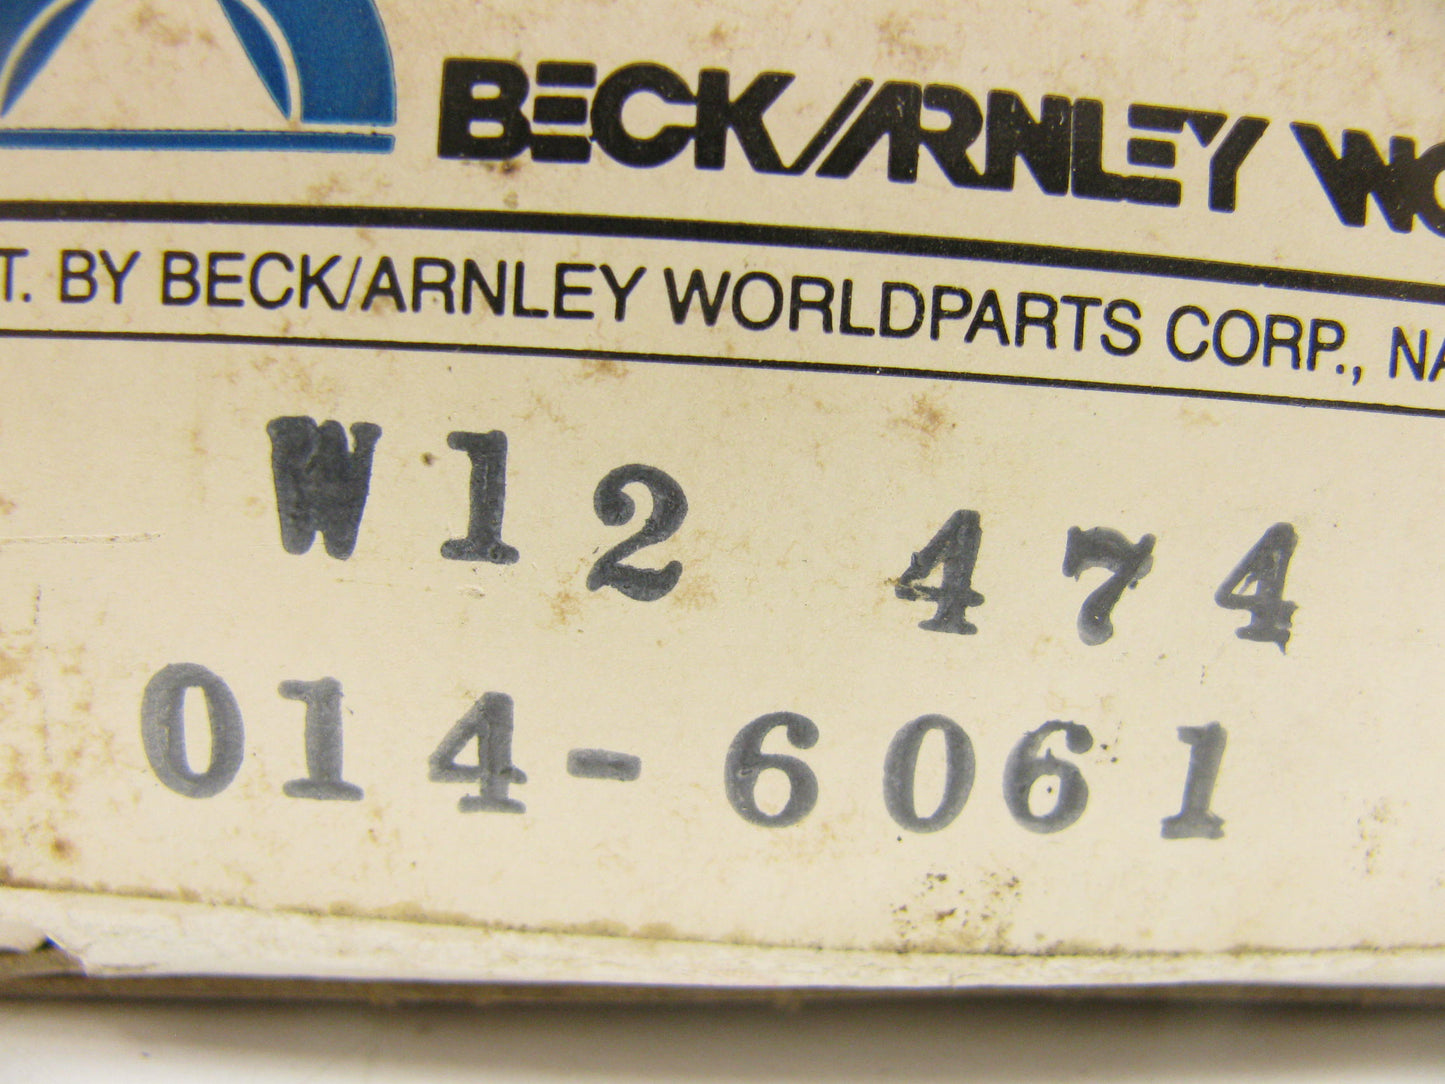 BECK/ARNLEY
T. BY BECK/ARNLEY WORLDPARTS CORP., NA
W12 474
014-6061